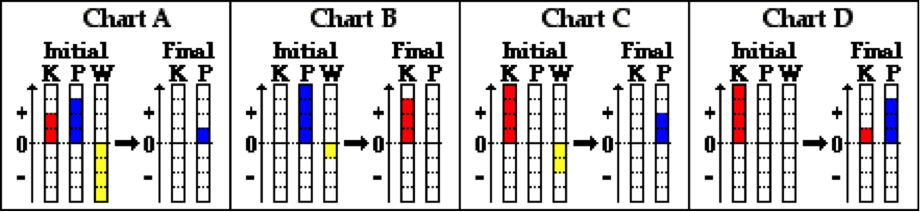 Chart A Chart B Chart C Chart D
Initial Final Initial Final Initial Final Initial Final
K P W K P K P W K P K P W K P K P W K P
+ + + + + + + +
0 0 0 0 0 0 0 0
- - - - - - - -